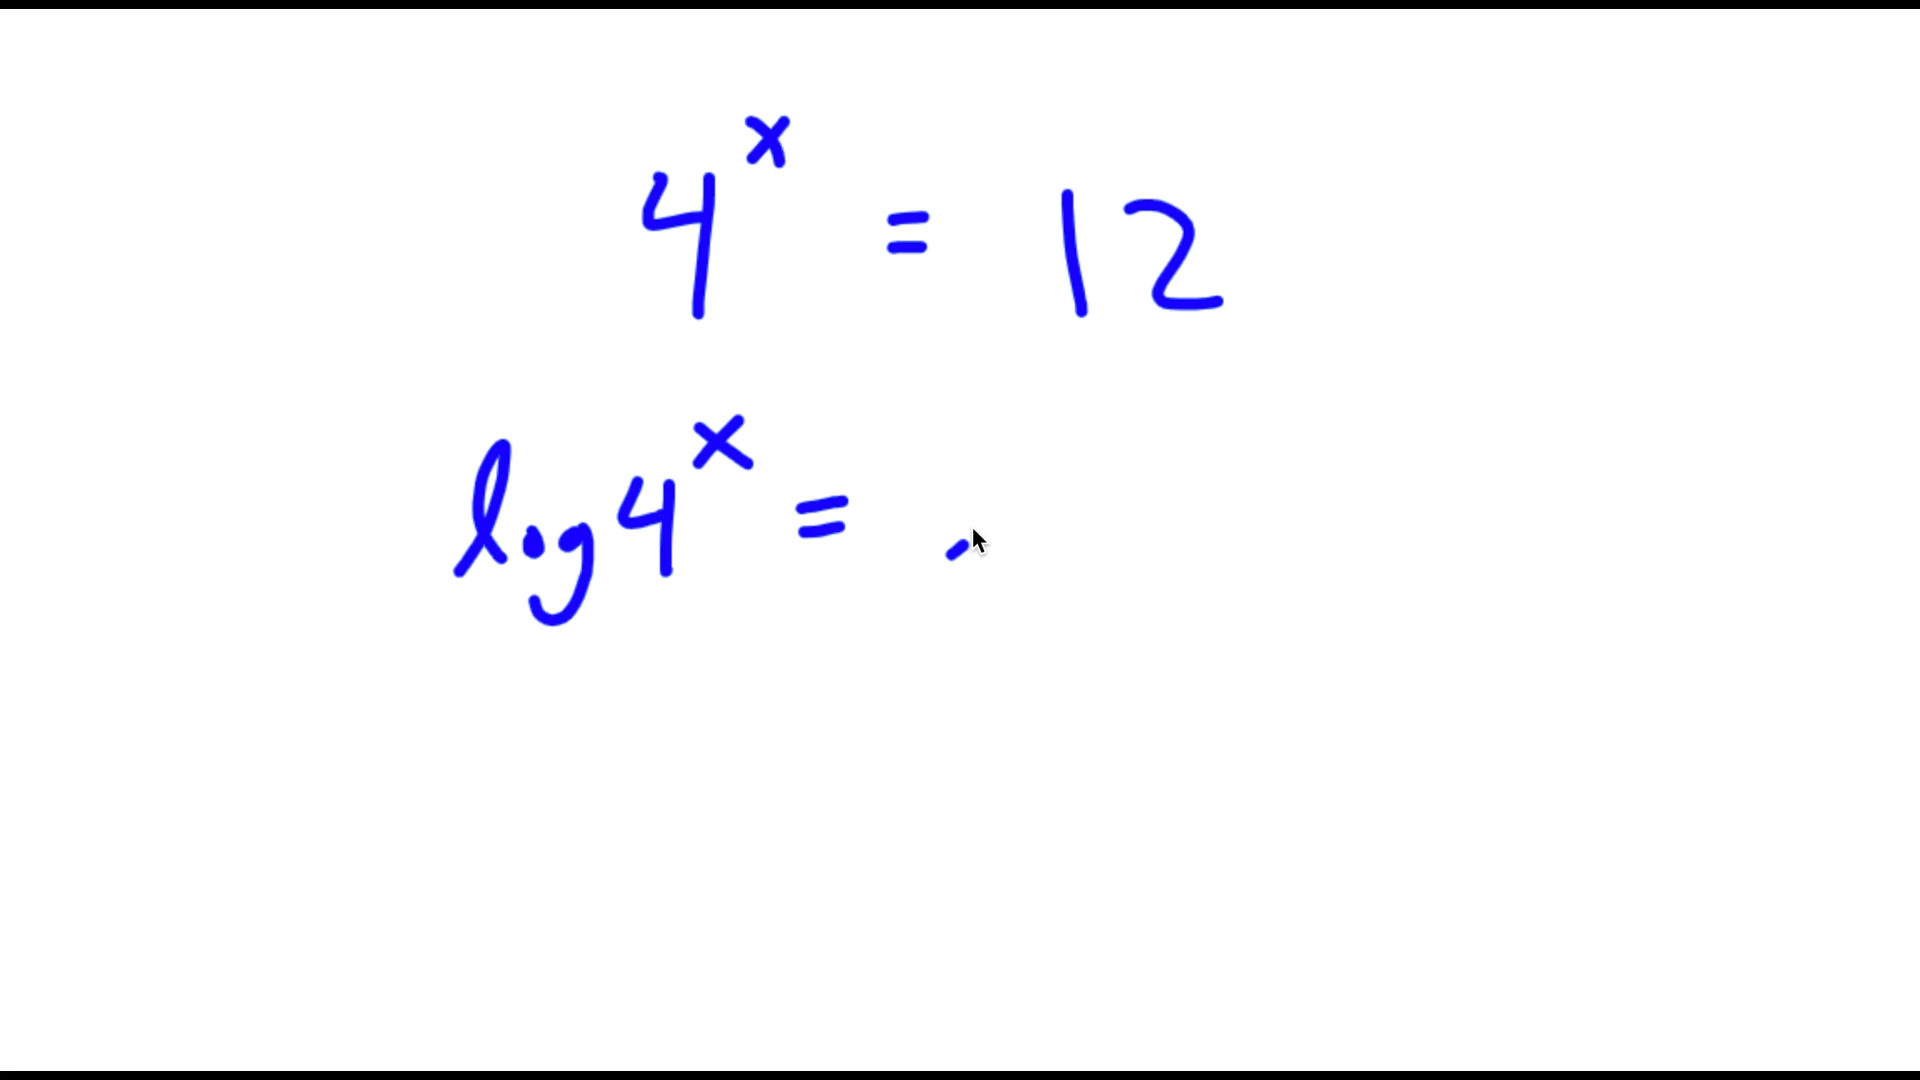 4^x = 12
log 4^x =